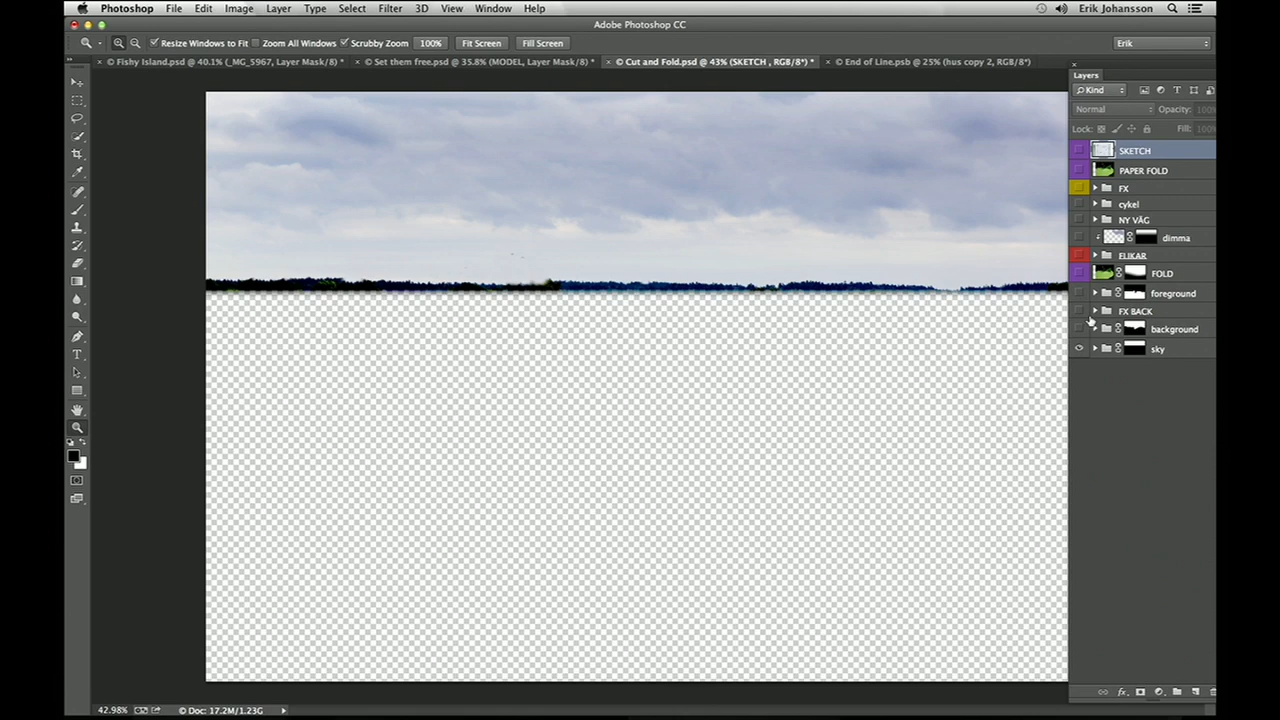 Photoshop File Edit Image Layer Type Select Filter 3D View Window Help Erik Johansson
Adobe Photoshop CC
Resize Windows to Fit Zoom All Windows Scrubby Zoom 100% Fit Screen Fill Screen Erik
× © Fishy Island.psd @ 40.1% (_MG_5967, Layer Mask/8) * × © Set them free.psd @ 35.8% (MODEL, Layer Mask/8) * × © Cut and Fold.psd @ 43% (SKETCH , RGB/8*) * × © End of Line.psb @ 25% (hus copy 2, RGB/8*)
Layers
Kind
Normal Opacity: 100%
Lock: Fill: 100%
SKETCH
PAPER FOLD
FX
cykel
NY VÄG
dimma
FLIKAR
FOLD
foreground
FX BACK
background
sky
42.98% © Doc: 17.2M/1.23G